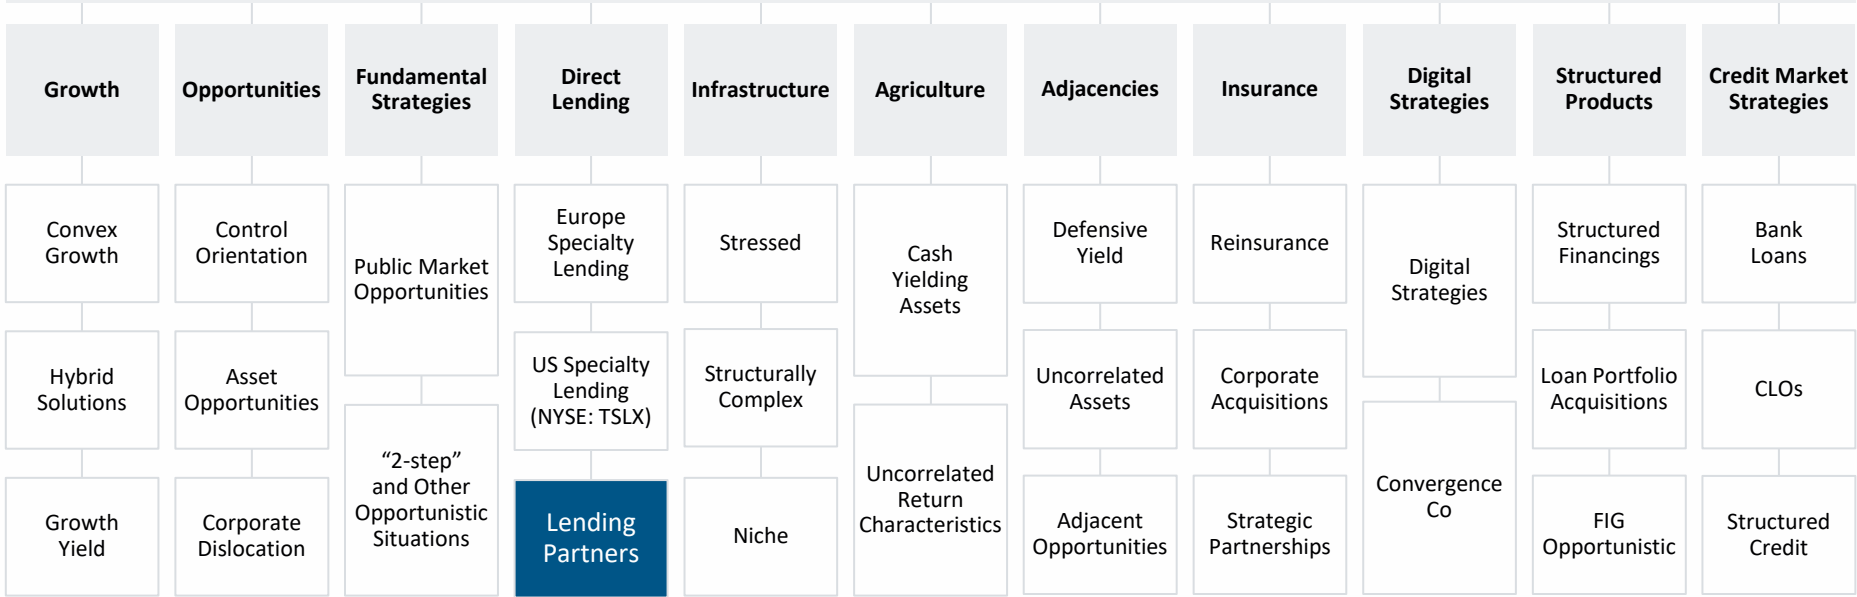 Growth
Opportunities
Fundamental
Strategies
Direct
Lending
Infrastructure
Agriculture
Adjacencies
Insurance
Digital
Strategies
Structured
Products
Credit Market
Strategies
Convex
Growth
Hybrid
Solutions
Growth
Yield
Control
Orientation
Asset
Opportunities
Corporate
Dislocation
Public Market
Opportunities
“2-step”
and Other
Opportunistic
Situations
Europe
Specialty
Lending
US Specialty
Lending
(NYSE: TSLX)
Lending
Partners
Stressed
Structurally
Complex
Niche
Cash
Yielding
Assets
Uncorrelated
Return
Characteristics
Defensive
Yield
Uncorrelated
Assets
Adjacent
Opportunities
Reinsurance
Corporate
Acquisitions
Strategic
Partnerships
Digital
Strategies
Convergence
Co
Structured
Financings
Loan Portfolio
Acquisitions
FIG
Opportunistic
Bank
Loans
CLOs
Structured
Credit